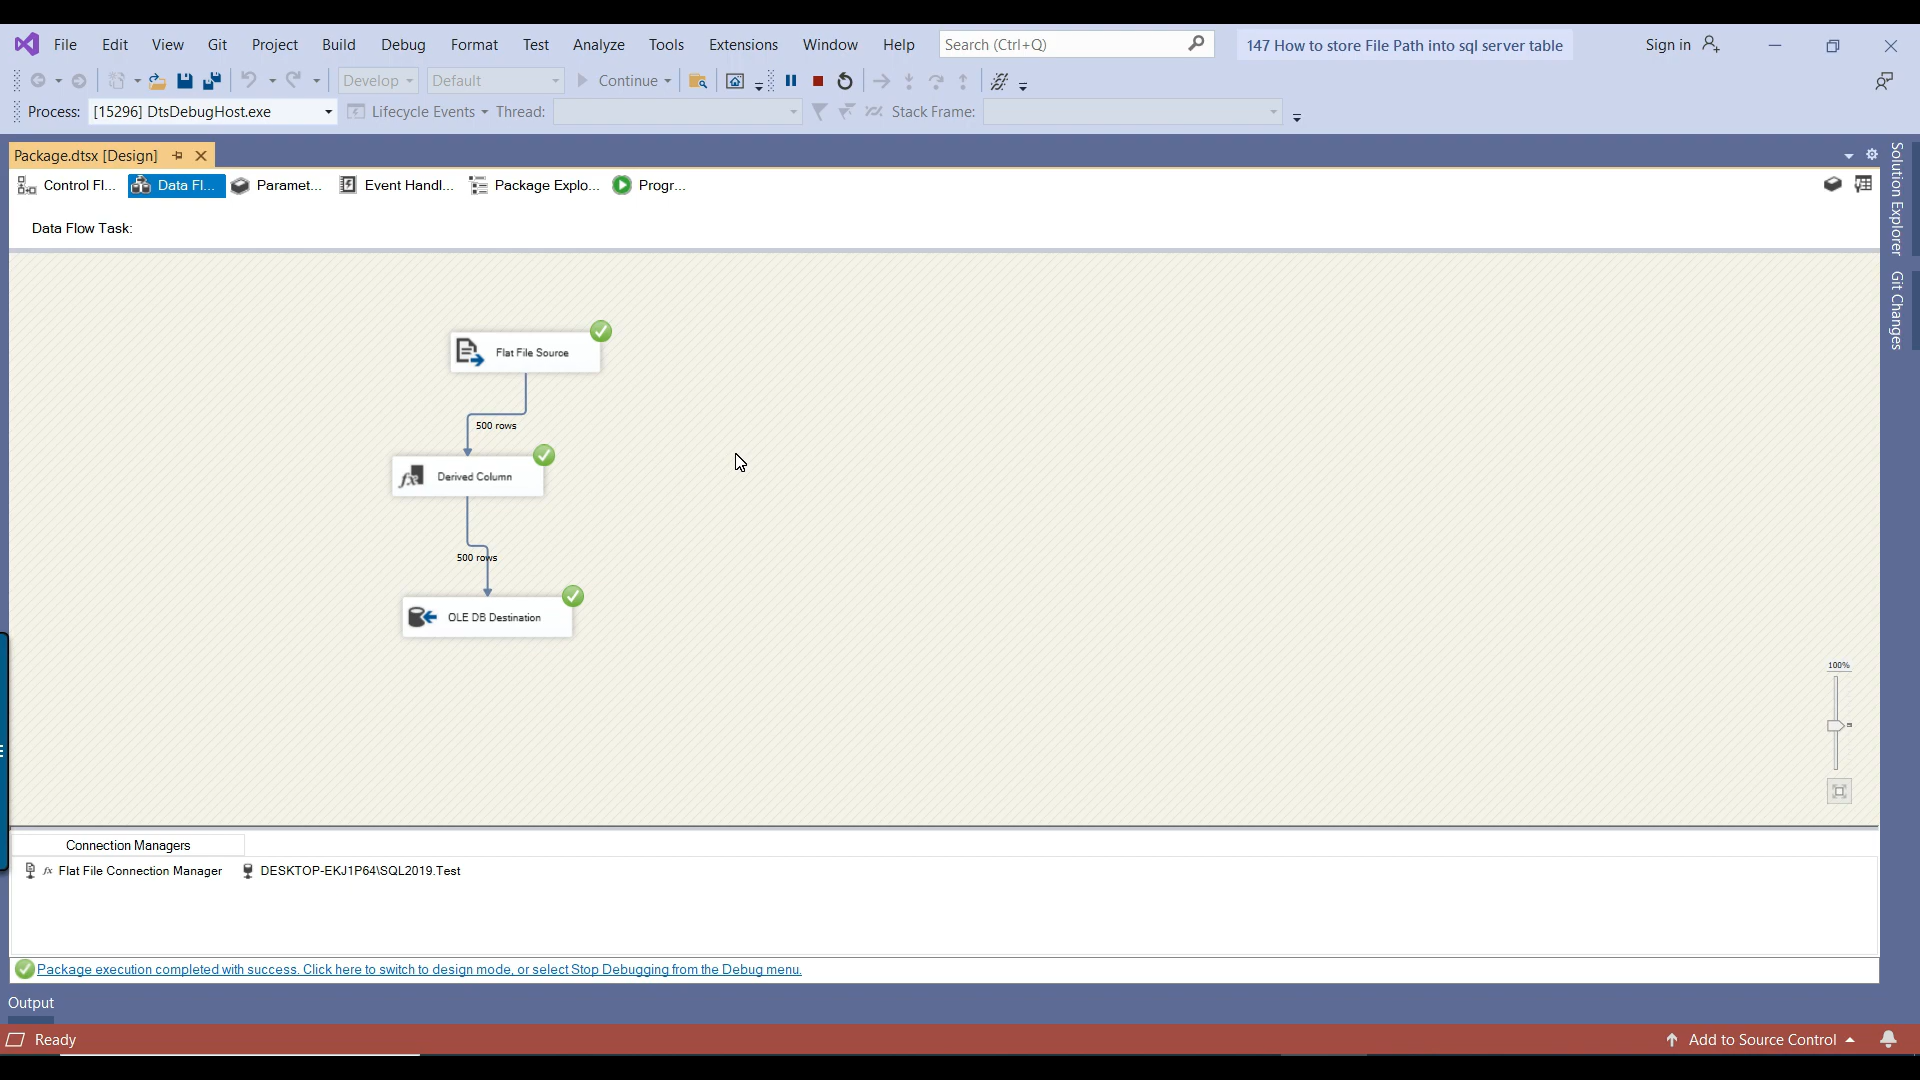 File Edit View Git Project Build Debug Format Test Analyze Tools Extensions Window Help Search (Ctrl+Q) 147 How to store File Path into sql server table Sign in
Develop Default Continue
Process: [15296] DtsDebugHost.exe Lifecycle Events Thread: Stack Frame:
Package.dtsx [Design]
Control Fl... Data Fl... Paramet... Event Handl... Package Explo... Progr...
Data Flow Task:
Solution Explorer
Git Changes
Flat File Source
500 rows
fx Derived Column
500 rows
OLE DB Destination
100%
Connection Managers
fx Flat File Connection Manager DESKTOP-EKJ1P64\SQL2019.Test
Package execution completed with success. Click here to switch to design mode, or select Stop Debugging from the Debug menu.
Output
Ready Add to Source Control